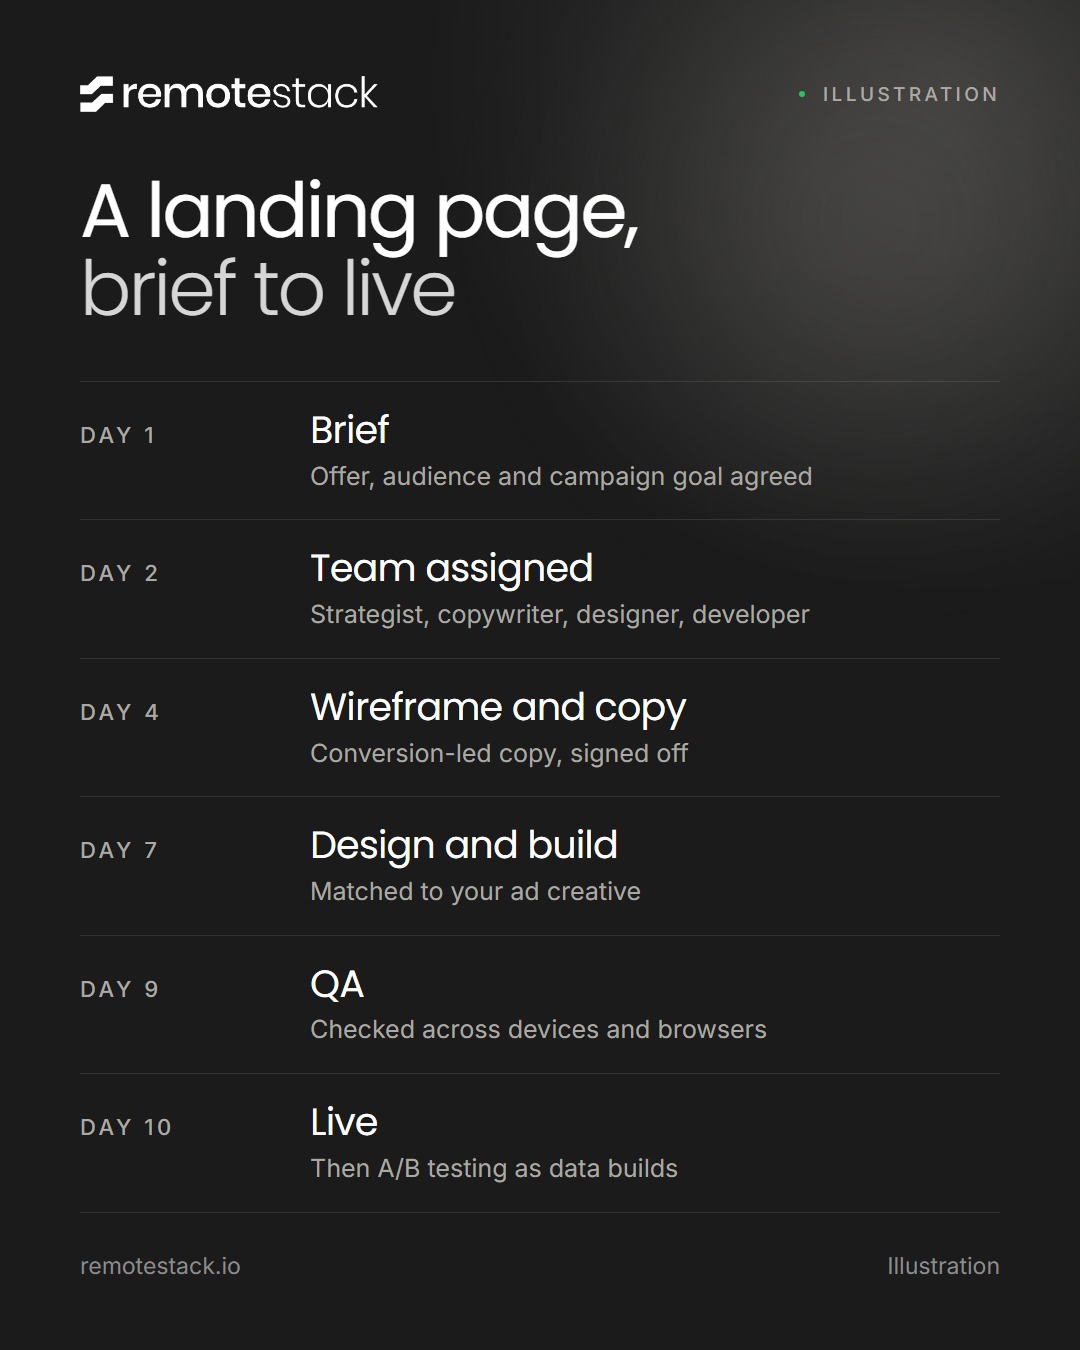 remotestack
ILLUSTRATION
A landing page,
brief to live
DAY 1
Brief
Offer, audience and campaign goal agreed
DAY 2
Team assigned
Strategist, copywriter, designer, developer
DAY 4
Wireframe and copy
Conversion-led copy, signed off
DAY 7
Design and build
Matched to your ad creative
DAY 9
QA
Checked across devices and browsers
DAY 10
Live
Then A/B testing as data builds
remotestack.io
Illustration